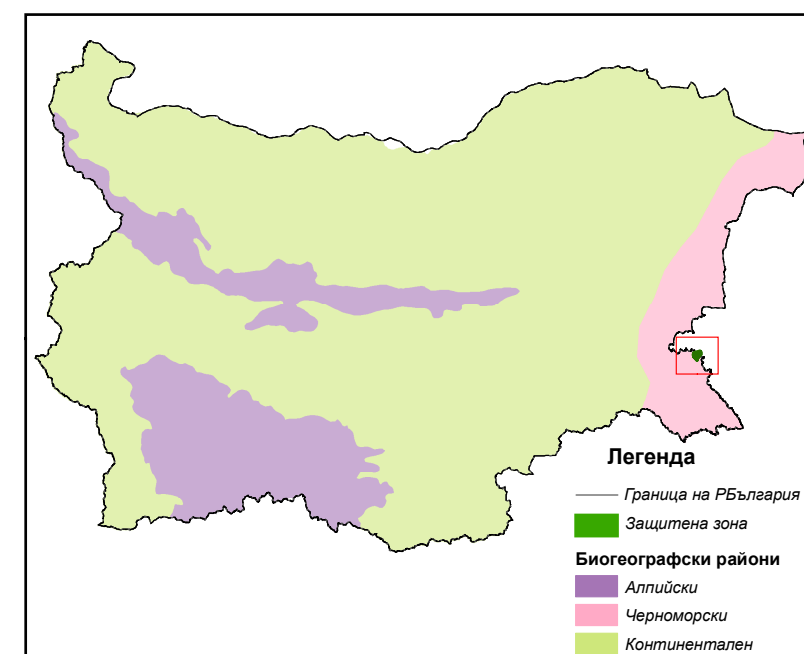 Легенда
Граница на РБългария
Защитена зона
Биогеографски райони
Алпийски
Черноморски
Континентален